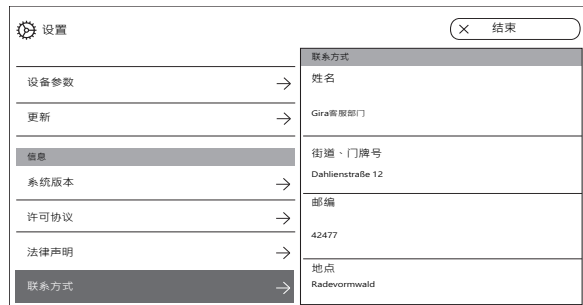 设置
结束
设备参数
更新
信息
系统版本
许可协议
法律声明
联系方式
联系方式
姓名
Gira客服部门
街道、门牌号
Dahlienstraße 12
邮编
42477
地点
Radevormwald